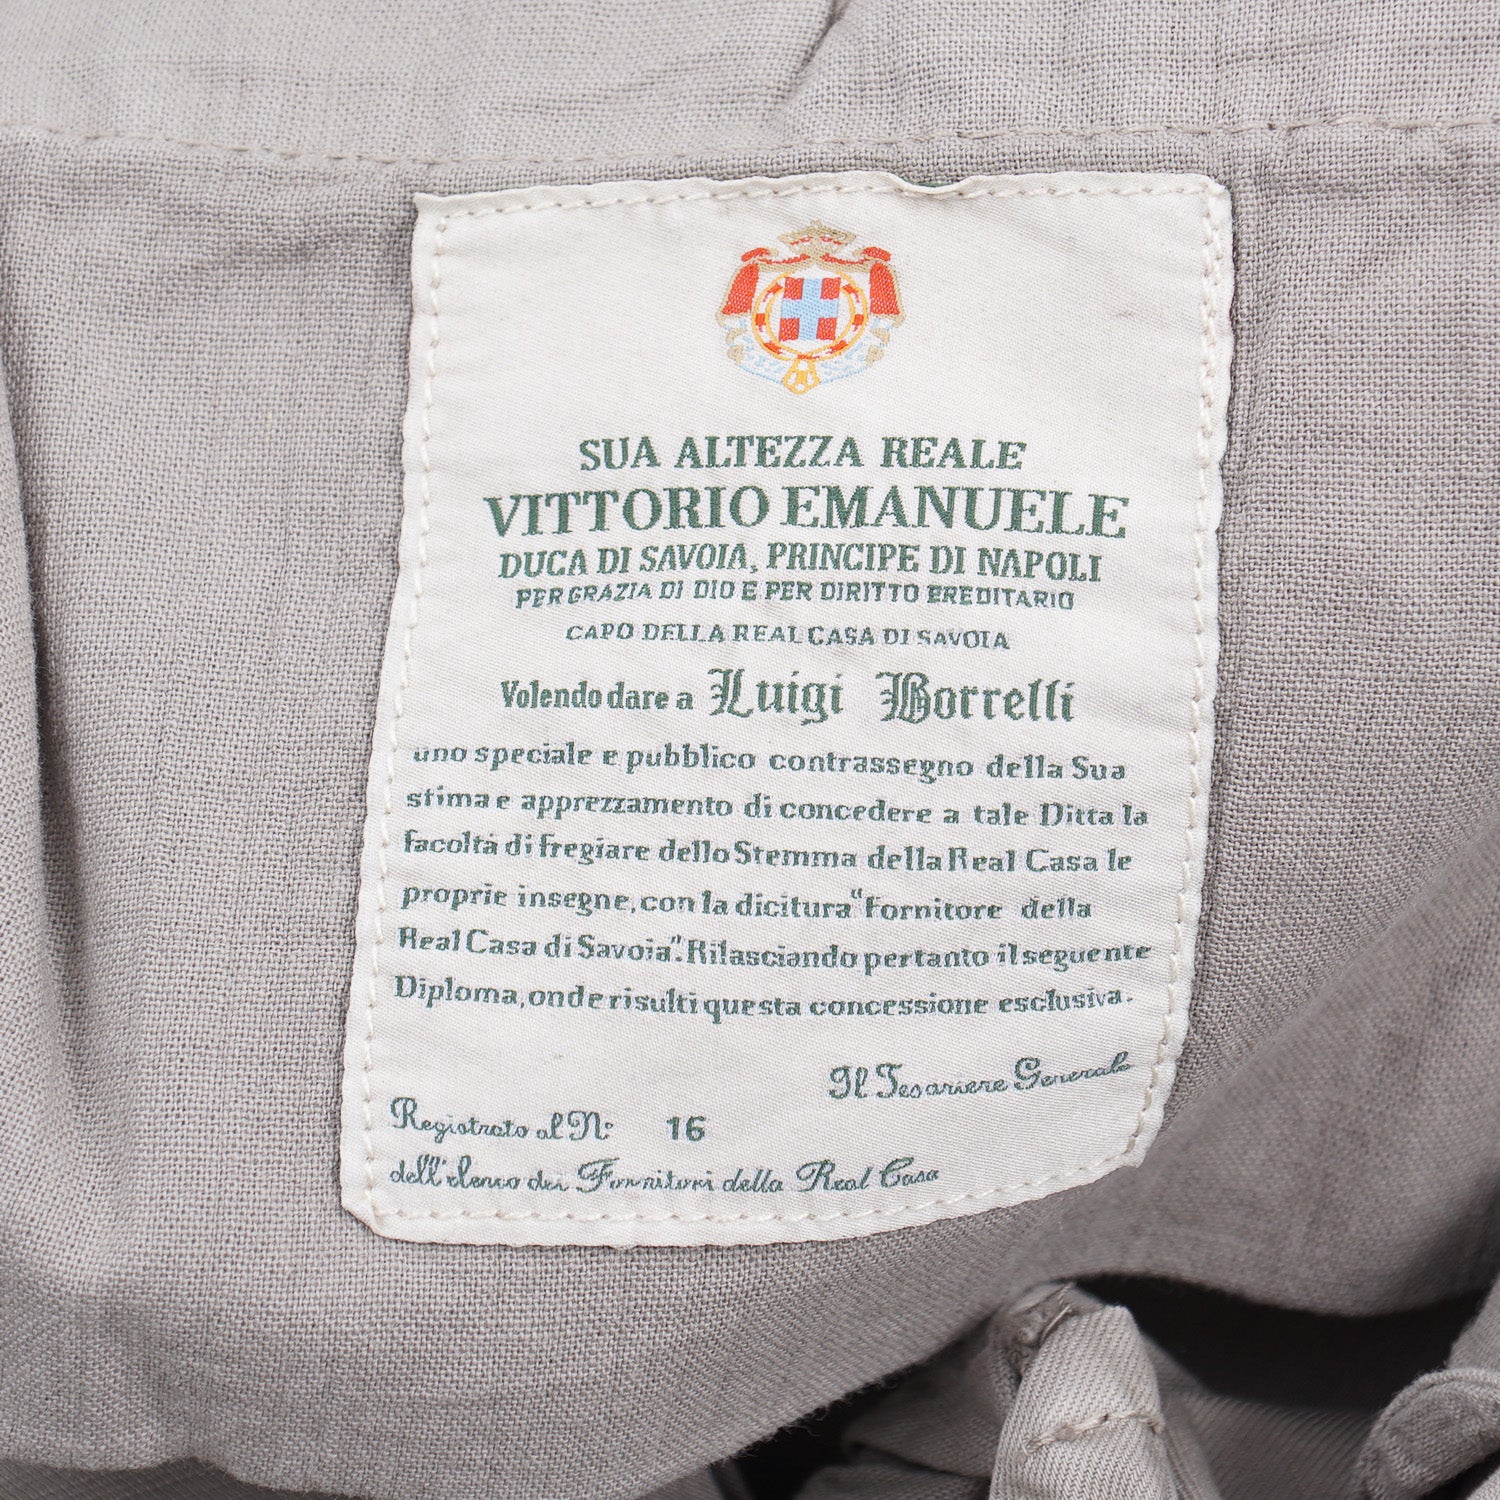 SUA ALTEZZA REALE
VITTORIO EMANUELE
DUCA DI SAVOIA, PRINCIPE DI NAPOLI
PER GRAZIA DI DIO E PER DIRITTO EREDITARIO
CAPO DELLA REAL CASA DI SAVOIA
Volendo dare a Luigi Borrelli
uno speciale e pubblico contrassegno della Sua
stima e apprezzamento di concedere a tale Ditta la
facoltà di fregiare dello Stemma della Real Casa le
proprie insegne, con la dicitura "Fornitore della
Real Casa di Savoia". Rilasciando pertanto il seguente
Diploma, onde risulti questa concessione esclusiva.
Il Tesoriere Generale
Registrato al N: 16
dell'elenco dei Fornitori della Real Casa